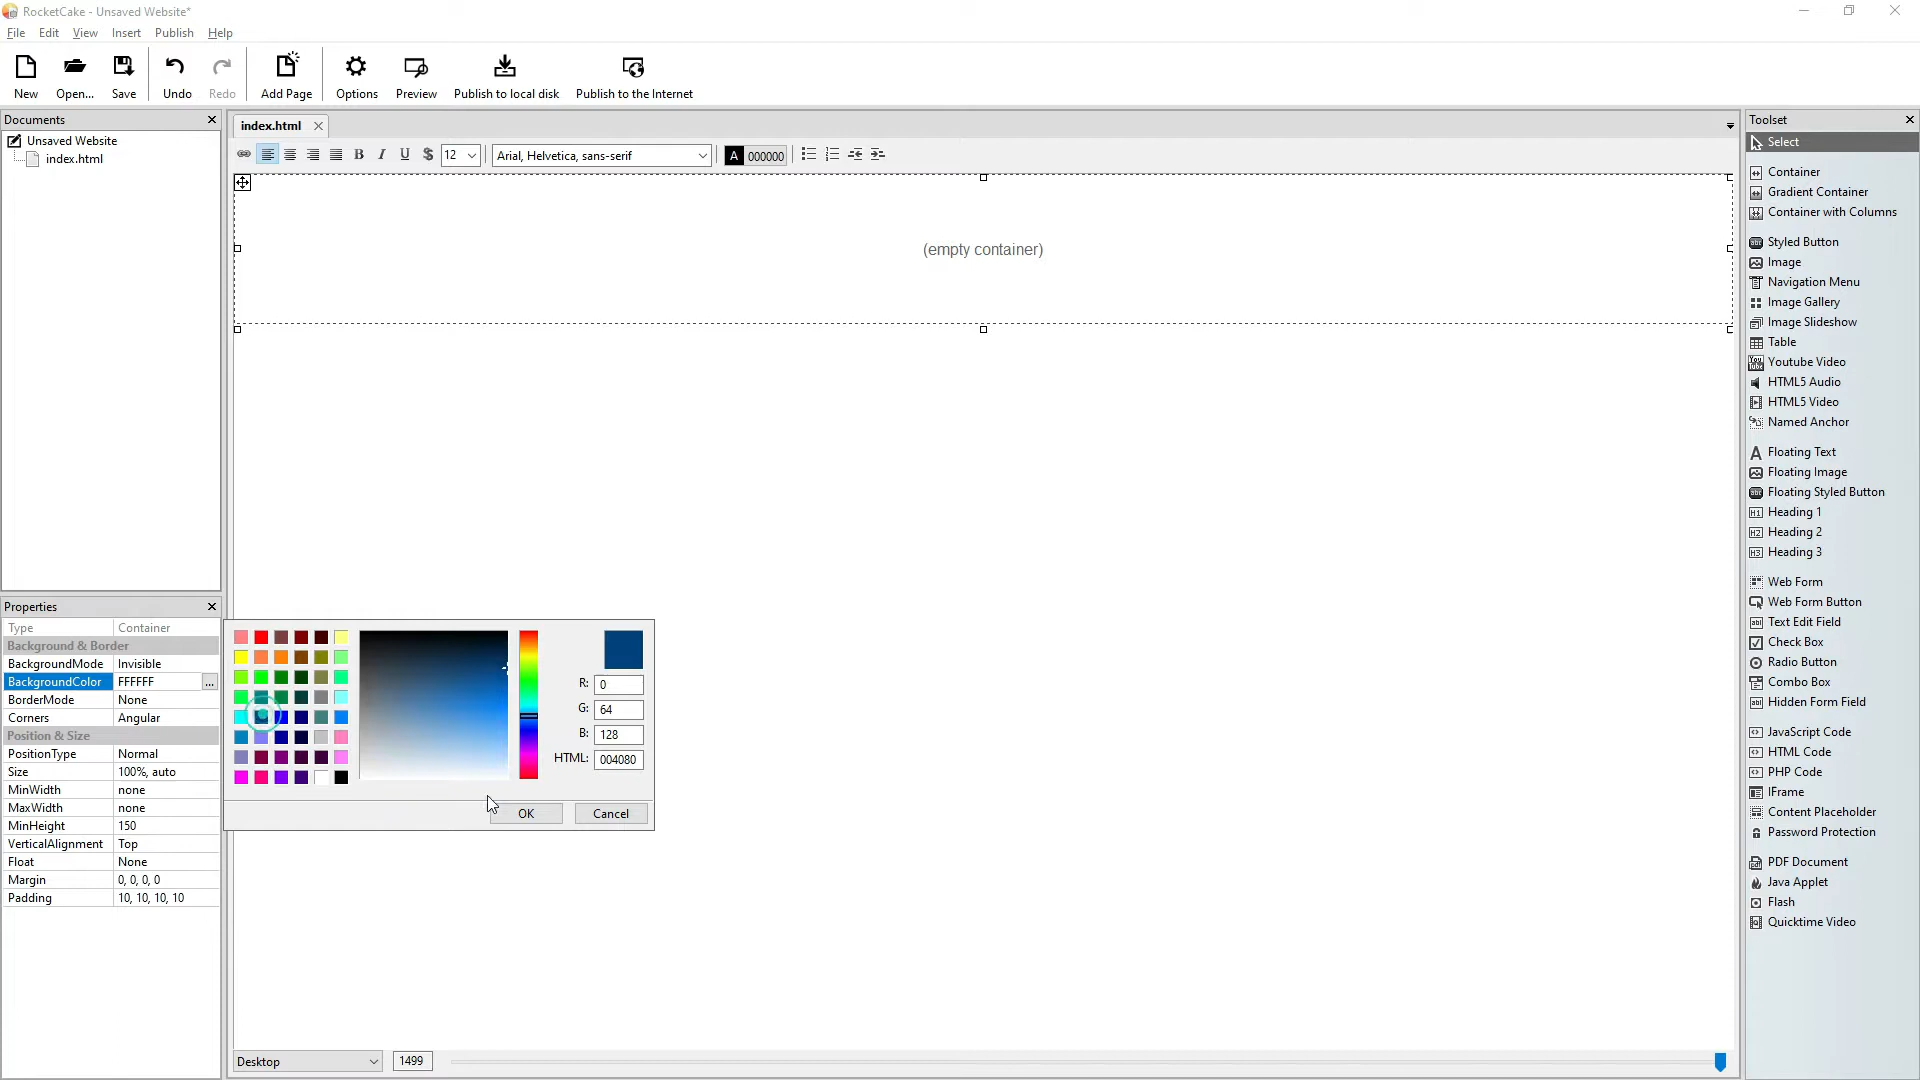 RocketCake - Unsaved Website*
File Edit View Insert Publish Help
New Open... Save Undo Redo Add Page Options Preview Publish to local disk Publish to the Internet
Documents
Unsaved Website
index.html
index.html
B I U $ 12 Arial, Helvetica, sans-serif A 000000
(empty container)
Properties
Type Container
Background & Border
BackgroundMode Invisible
BackgroundColor FFFFFF ...
BorderMode None
Corners Angular
Position & Size
PositionType Normal
Size 100%, auto
MinWidth none
MaxWidth none
MinHeight 150
VerticalAlignment Top
Float None
Margin 0, 0, 0, 0
Padding 10, 10, 10, 10
R: 0
G: 64
B: 128
HTML: 004080
OK Cancel
Desktop 1499
Toolset
Select
Container
Gradient Container
Container with Columns
Styled Button
Image
Navigation Menu
Image Gallery
Image Slideshow
Table
Youtube Video
HTML5 Audio
HTML5 Video
Named Anchor
Floating Text
Floating Image
Floating Styled Button
Heading 1
Heading 2
Heading 3
Web Form
Web Form Button
Text Edit Field
Check Box
Radio Button
Combo Box
Hidden Form Field
JavaScript Code
HTML Code
PHP Code
IFrame
Content Placeholder
Password Protection
PDF Document
Java Applet
Flash
Quicktime Video